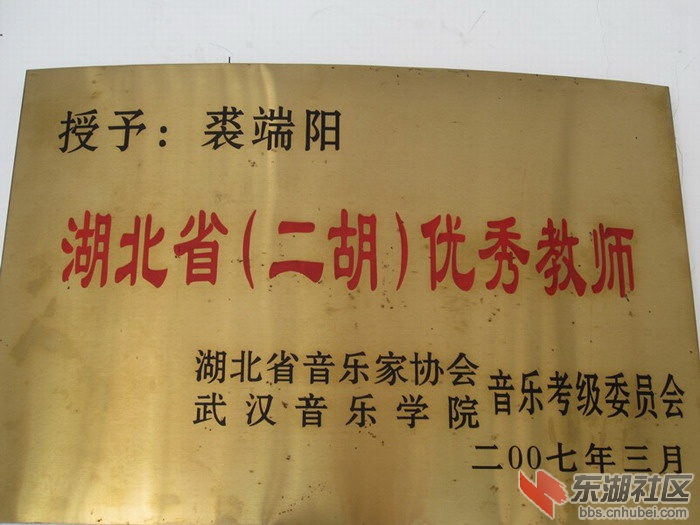 授予：裘端阳
湖北省(二胡)优秀教师
湖北省音乐家协会
武汉音乐学院
音乐考级委员会
二00七年三月
东湖社区
bbs.cnhubei.com